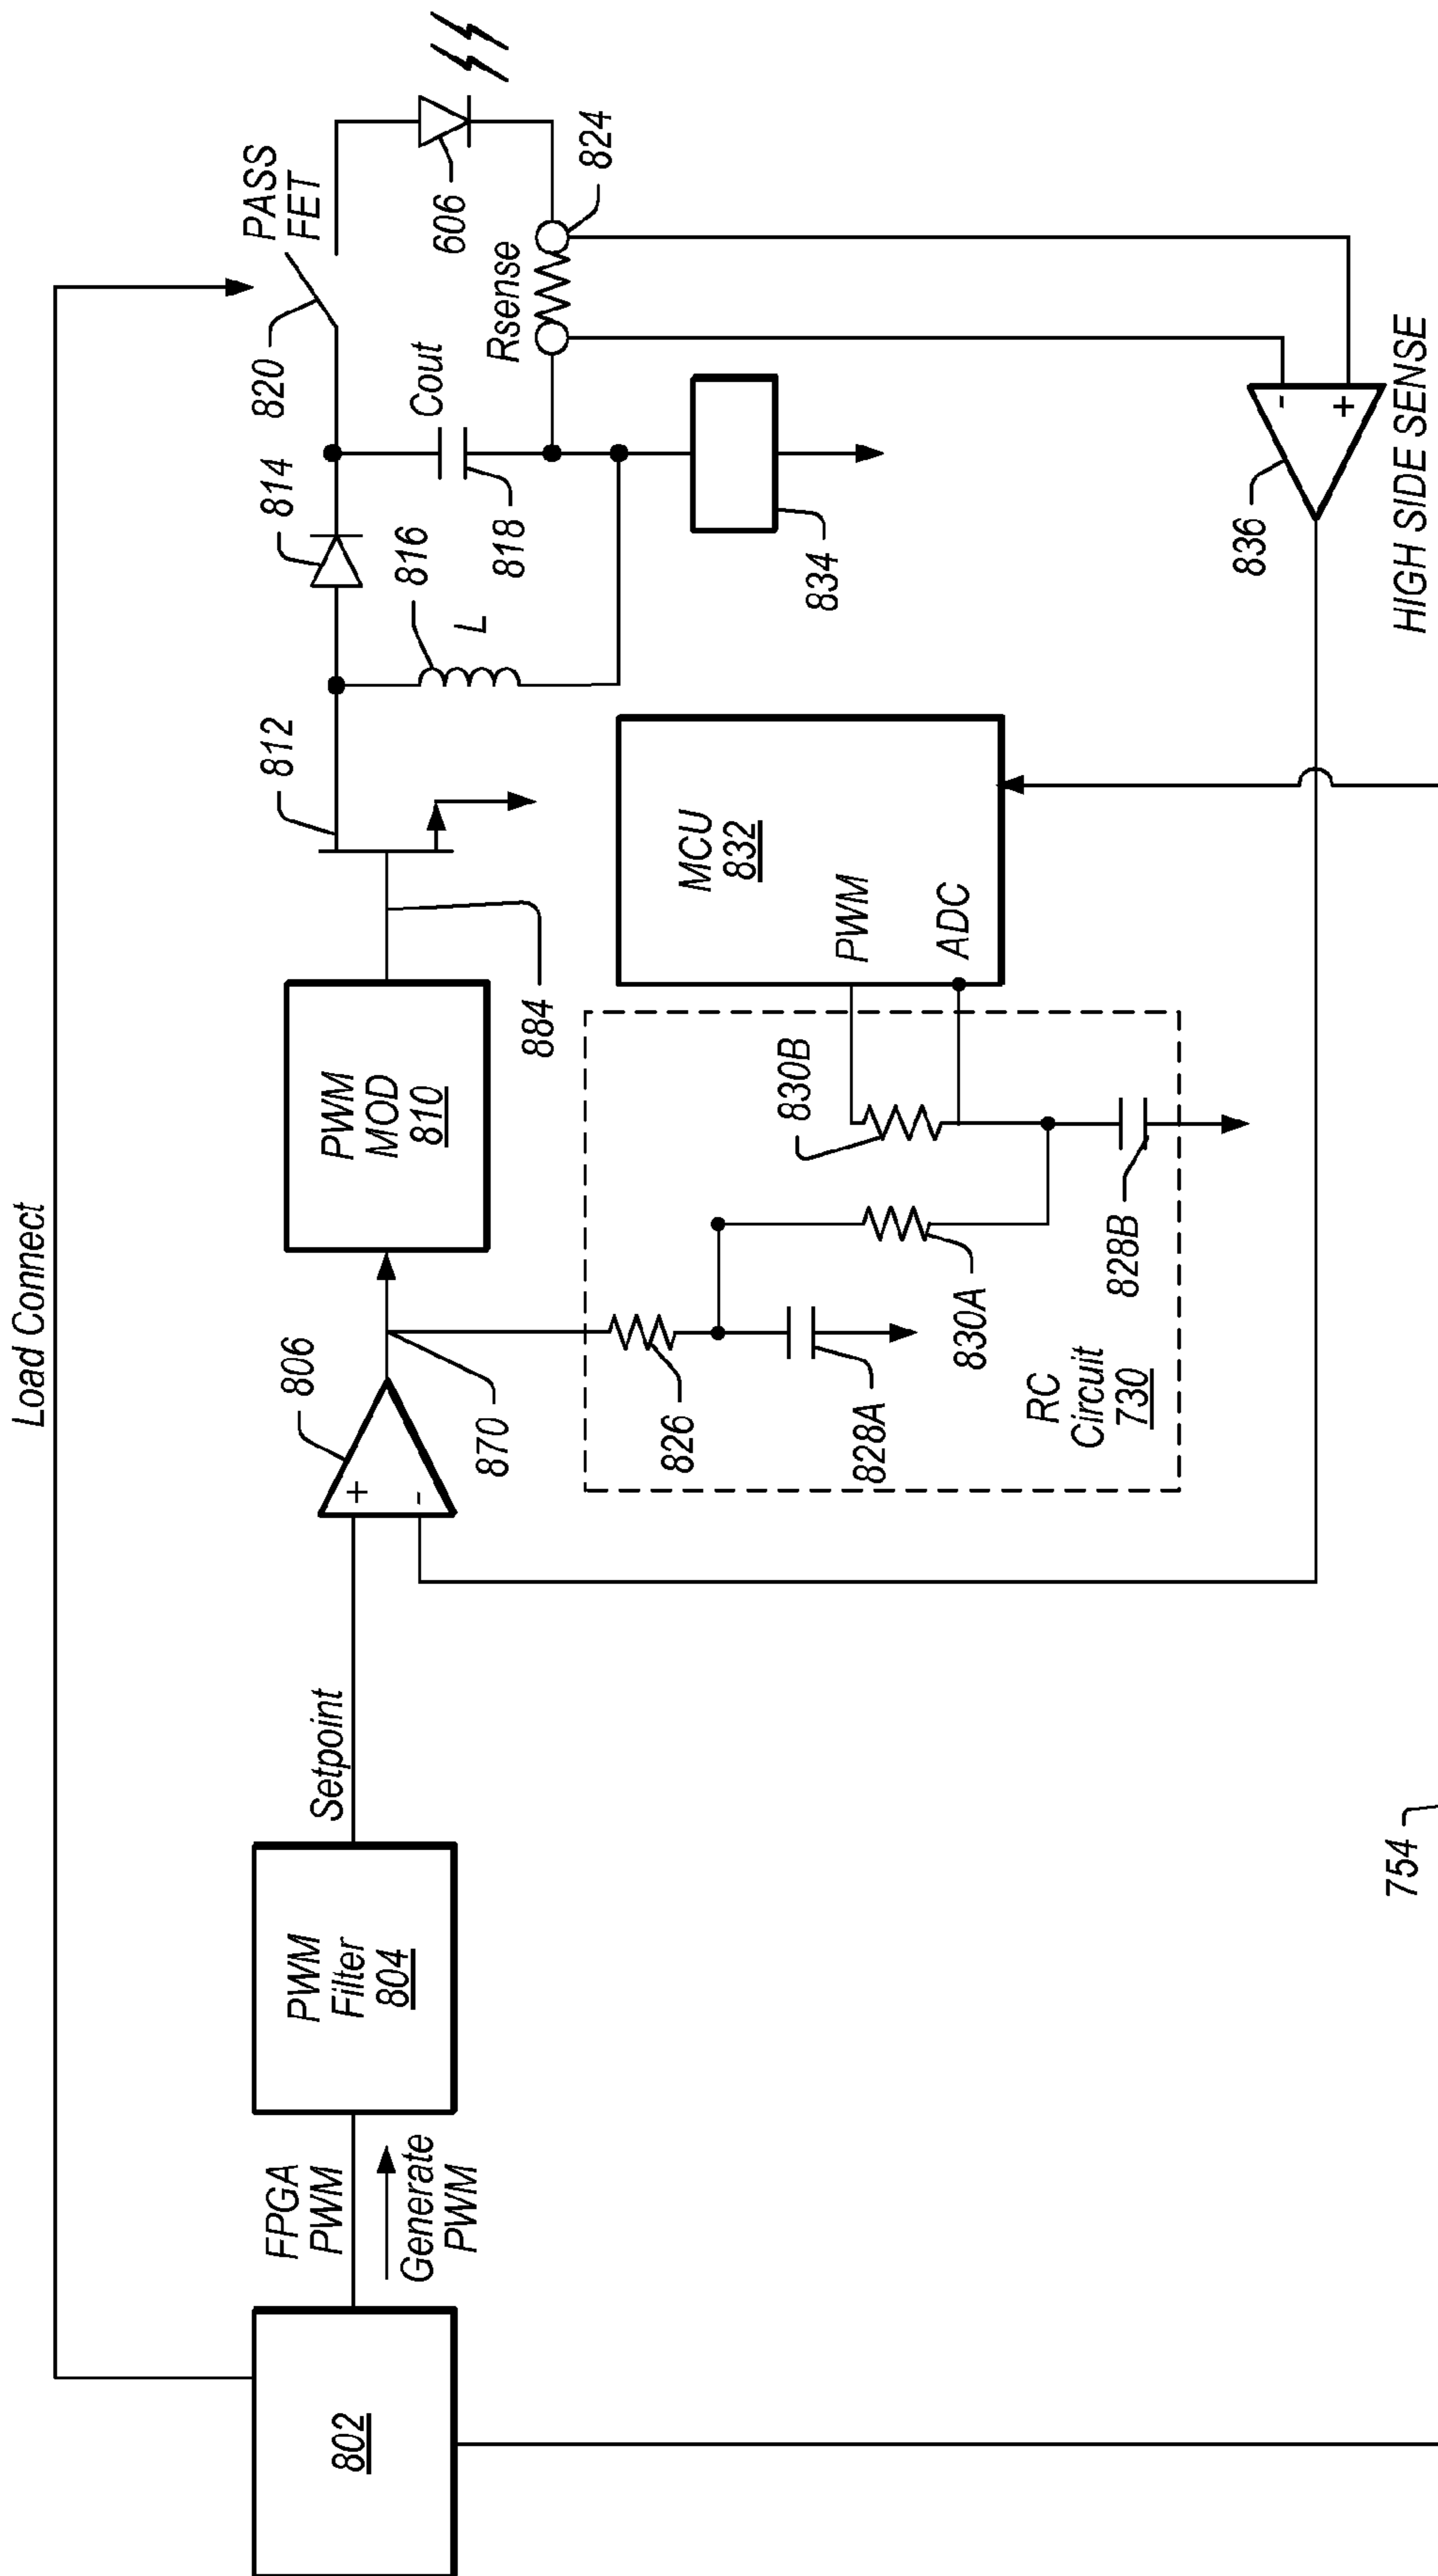 Load Connect
802
FPGA
PWM
Generate
PWM
PWM
Filter
804
Setpoint
806
+
-
870
PWM
MOD
810
884
812
814
816
L
820
PASS
FET
Cout
818
606
Rsense
824
834
MCU
832
PWM
ADC
826
828A
830A
830B
828B
RC
Circuit
730
836
-
+
HIGH SIDE SENSE
754